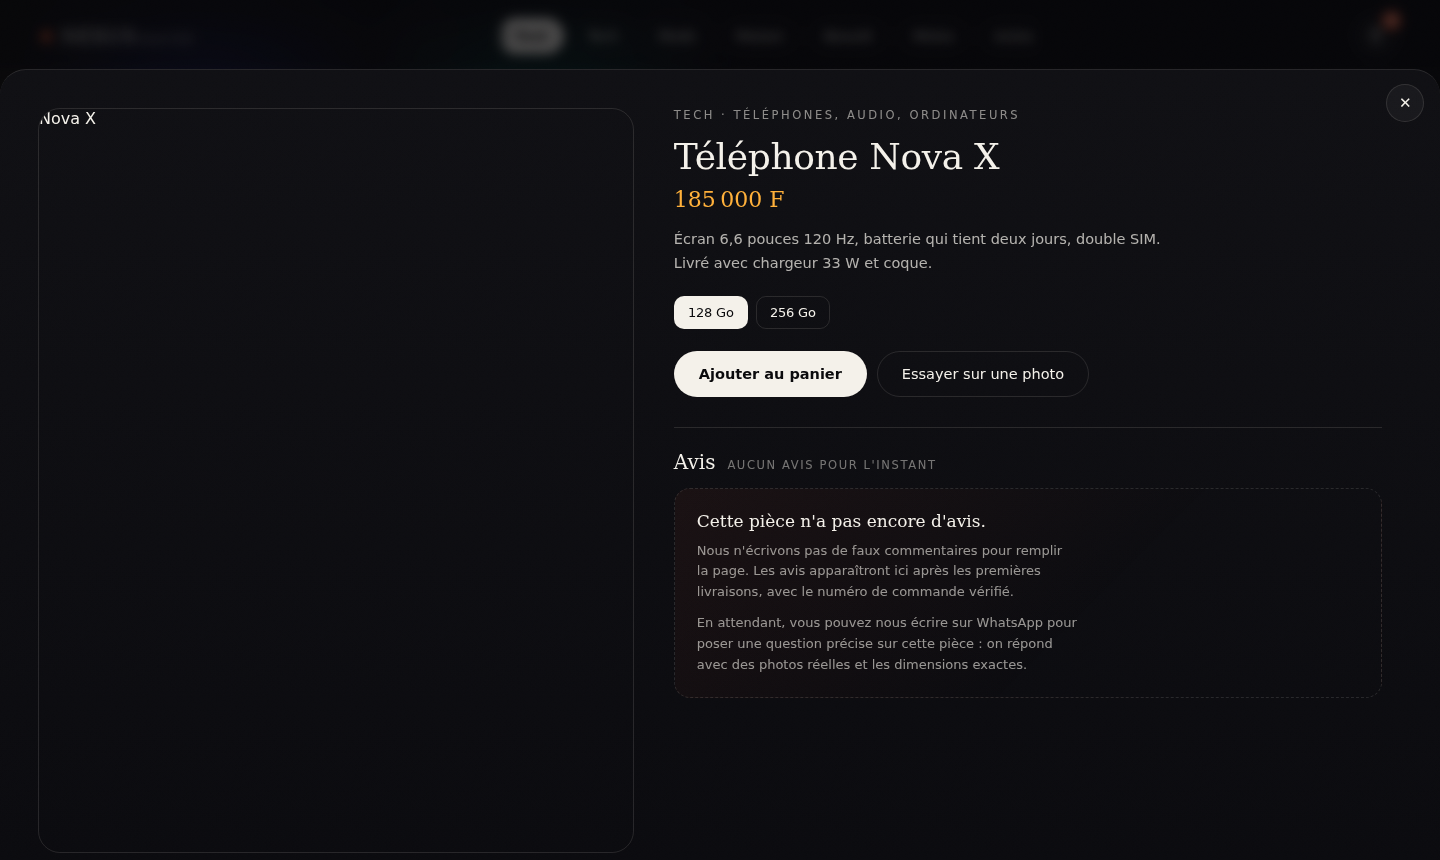 Nova X
✕
TECH · TÉLÉPHONES, AUDIO, ORDINATEURS
Téléphone Nova X
185 000 F
Écran 6,6 pouces 120 Hz, batterie qui tient deux jours, double SIM.
Livré avec chargeur 33 W et coque.
128 Go
256 Go
Ajouter au panier
Essayer sur une photo
Avis
AUCUN AVIS POUR L'INSTANT
Cette pièce n'a pas encore d'avis.
Nous n'écrivons pas de faux commentaires pour remplir
la page. Les avis apparaîtront ici après les premières
livraisons, avec le numéro de commande vérifié.
En attendant, vous pouvez nous écrire sur WhatsApp pour
poser une question précise sur cette pièce : on répond
avec des photos réelles et les dimensions exactes.